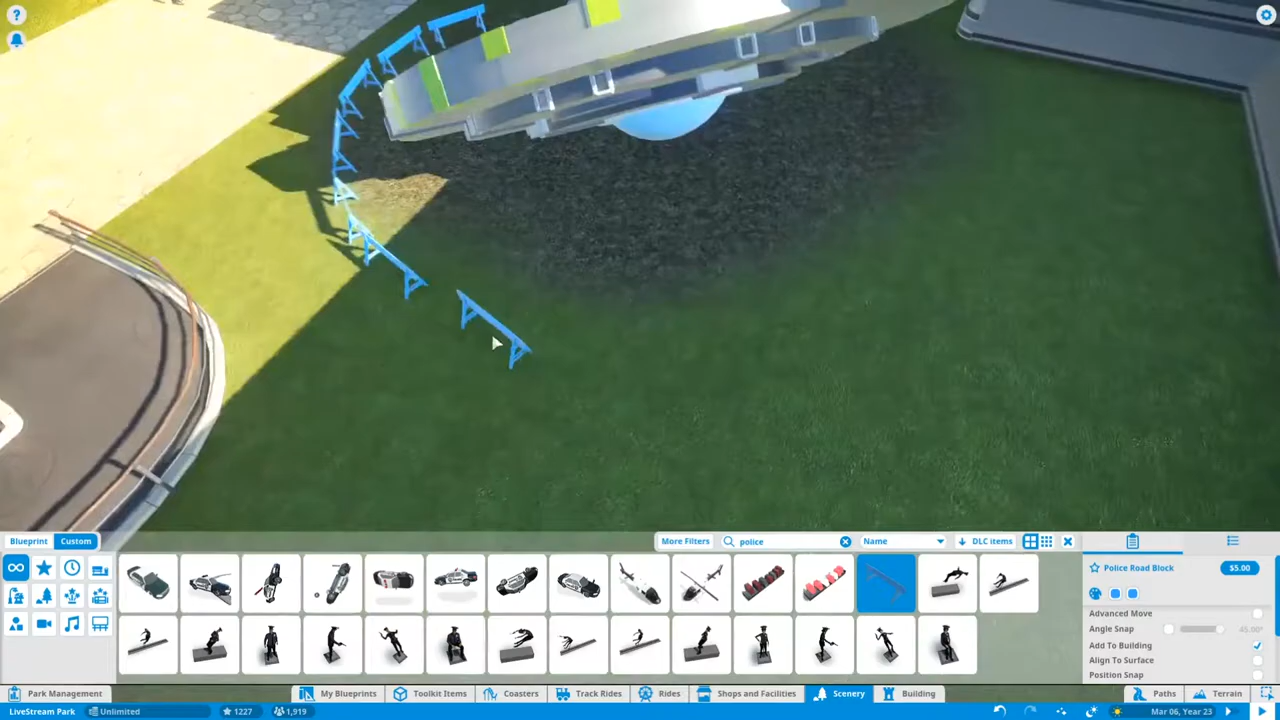 ?
Blueprint Custom More Filters police Name DLC items
Police Road Block $5.00
Advanced Move
Angle Snap 45.00°
Add To Building
Align To Surface
Position Snap
Park Management My Blueprints Toolkit Items Coasters Track Rides Rides Shops and Facilities Scenery Building Paths Terrain
LiveStream Park Unlimited 1227 1,919 Mar 06, Year 23